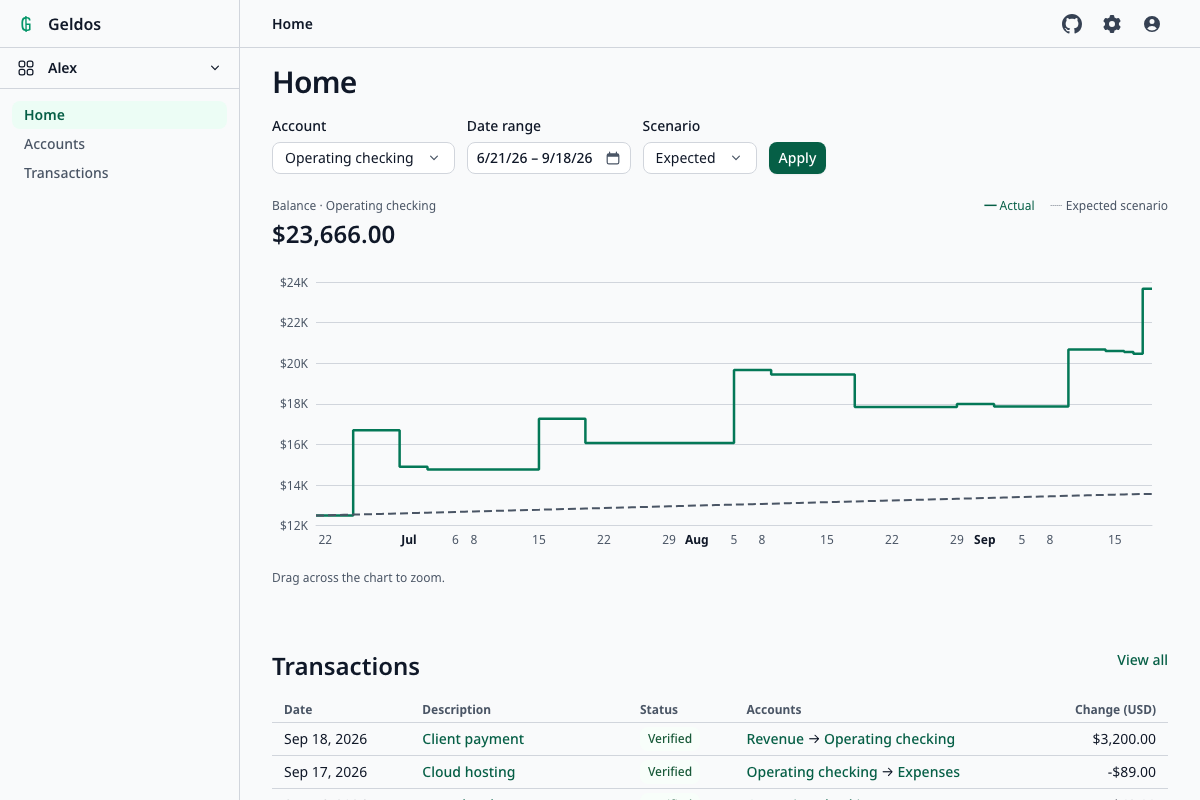 Geldos
Home
Alex
Home
Accounts
Transactions
Home
Account
Date range
Scenario
Operating checking
6/21/26 – 9/18/26
Expected
Apply
Balance · Operating checking
Actual
Expected scenario
$23,666.00
$24K
$22K
$20K
$18K
$16K
$14K
$12K
22 Jul 6 8 15 22 29 Aug 5 8 15 22 29 Sep 5 8 15
Drag across the chart to zoom.
Transactions
View all
Date Description Status Accounts Change (USD)
Sep 18, 2026 Client payment Verified Revenue → Operating checking $3,200.00
Sep 17, 2026 Cloud hosting Verified Operating checking → Expenses -$89.00